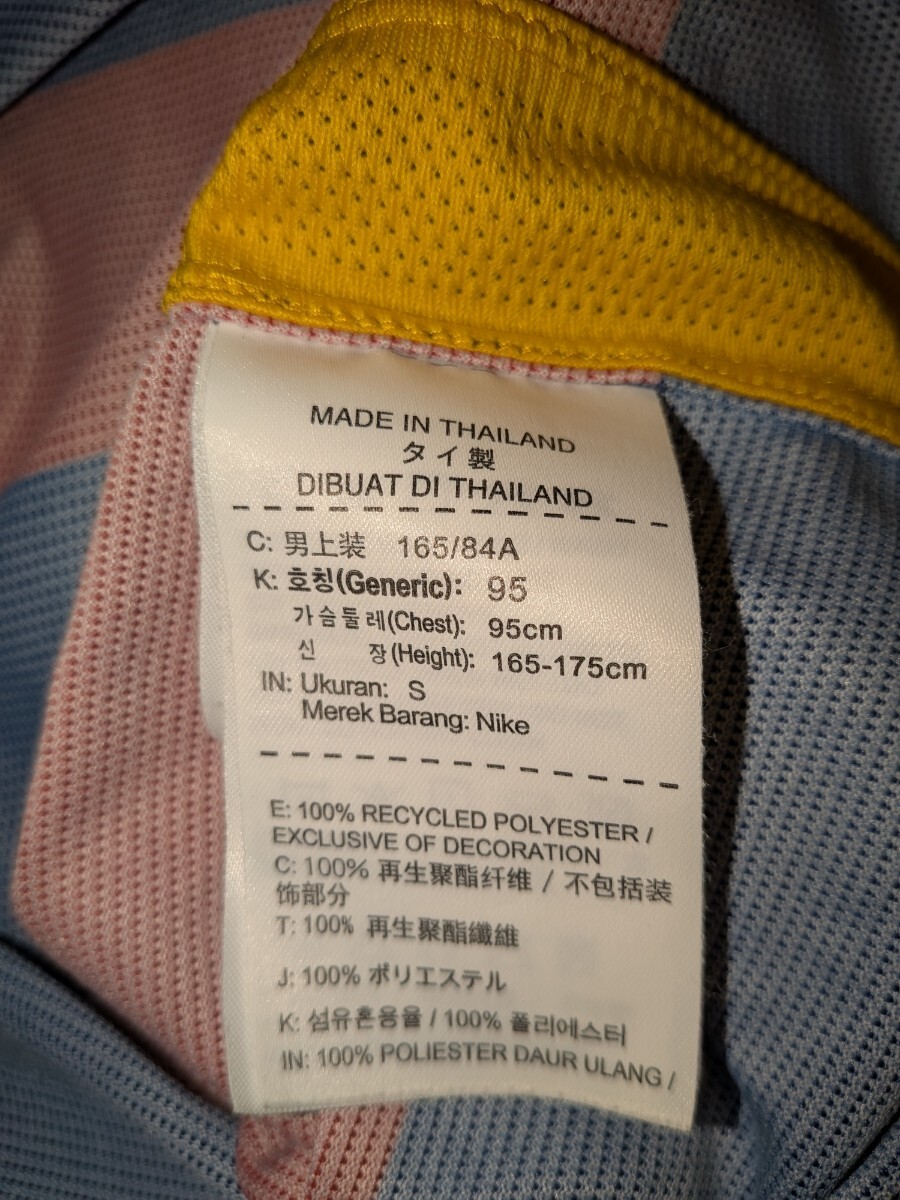 MADE IN THAILAND
タイ製
DIBUAT DI THAILAND
C: 男上装 165/84A
K: 호칭(Generic): 95
가슴둘레(Chest): 95cm
신 장(Height): 165-175cm
IN: Ukuran: S
Merek Barang: Nike
E: 100% RECYCLED POLYESTER /
EXCLUSIVE OF DECORATION
C: 100% 再生聚酯纤维 / 不包括装
饰部分
T: 100% 再生聚酯纖維
J: 100% ポリエステル
K: 섬유혼용율 / 100% 폴리에스터
IN: 100% POLIESTER DAUR ULANG /